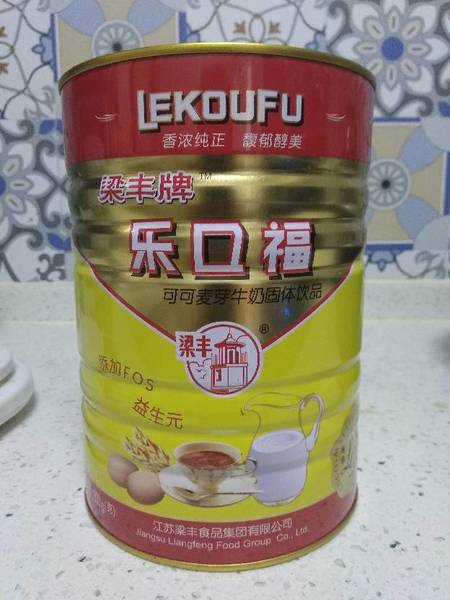 LEKOUFU
香浓纯正 馥郁醇美
梁丰牌™
乐口福
可可麦芽牛奶固体饮品
®
梁丰
添加FOS
益生元
江苏梁丰食品集团有限公司
Jiangsu Liangfeng Food Group Co., Ltd.